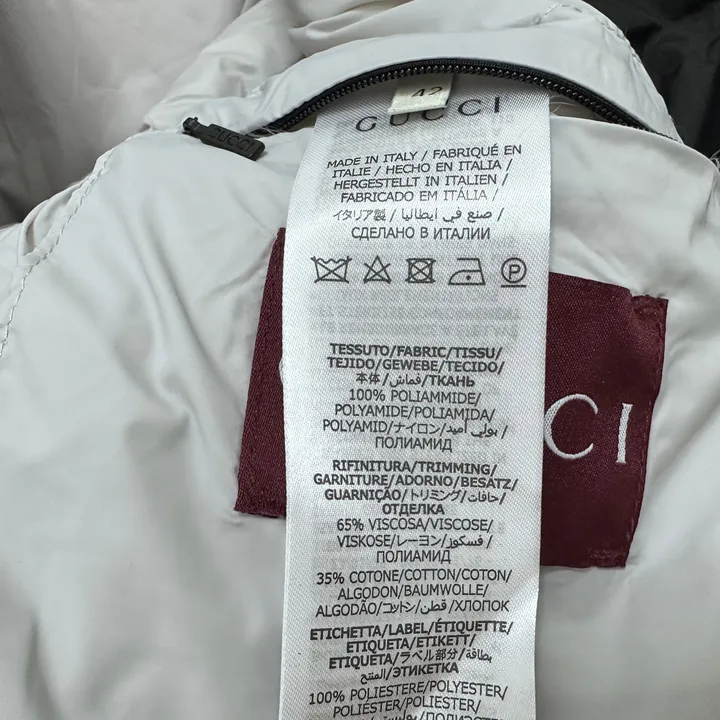 42
GUCCI
GUCCI
MADE IN ITALY / FABRIQUÉ EN
ITALIE / HECHO EN ITALIA /
HERGESTELLT IN ITALIEN /
FABRICADO EM ITÁLIA /
イタリア製 / صنع في ايطاليا /
СДЕЛАНО В ИТАЛИИ
P
TESSUTO/FABRIC/TISSU/
TEJIDO/GEWEBE/TECIDO/
本体/قماش/ТКАНЬ
100% POLIAMMIDE/
POLYAMIDE/POLIAMIDA/
POLYAMID/ナイロン/بولي أميد/
ПОЛИАМИД
RIFINITURA/TRIMMING/
GARNITURE/ADORNO/BESATZ/
GUARNIÇÃO/トリミング/حافات/
ОТДЕЛКА
65% VISCOSA/VISCOSE/
VISKOSE/レーヨン/فسكوز/
ПОЛИАМИД
35% COTONE/COTTON/COTON/
ALGODON/BAUMWOLLE/
ALGODÃO/コットン/قطن/ХЛОПОК
ETICHETTA/LABEL/ÉTIQUETTE/
ETIQUETA/ETIKETT/
ETIQUETA/ラベル部分/بطاقة/
المنتج/ЭТИКЕТКА
100% POLIESTERE/POLYESTER/
POLIÉSTER/POLYESTER/
CI